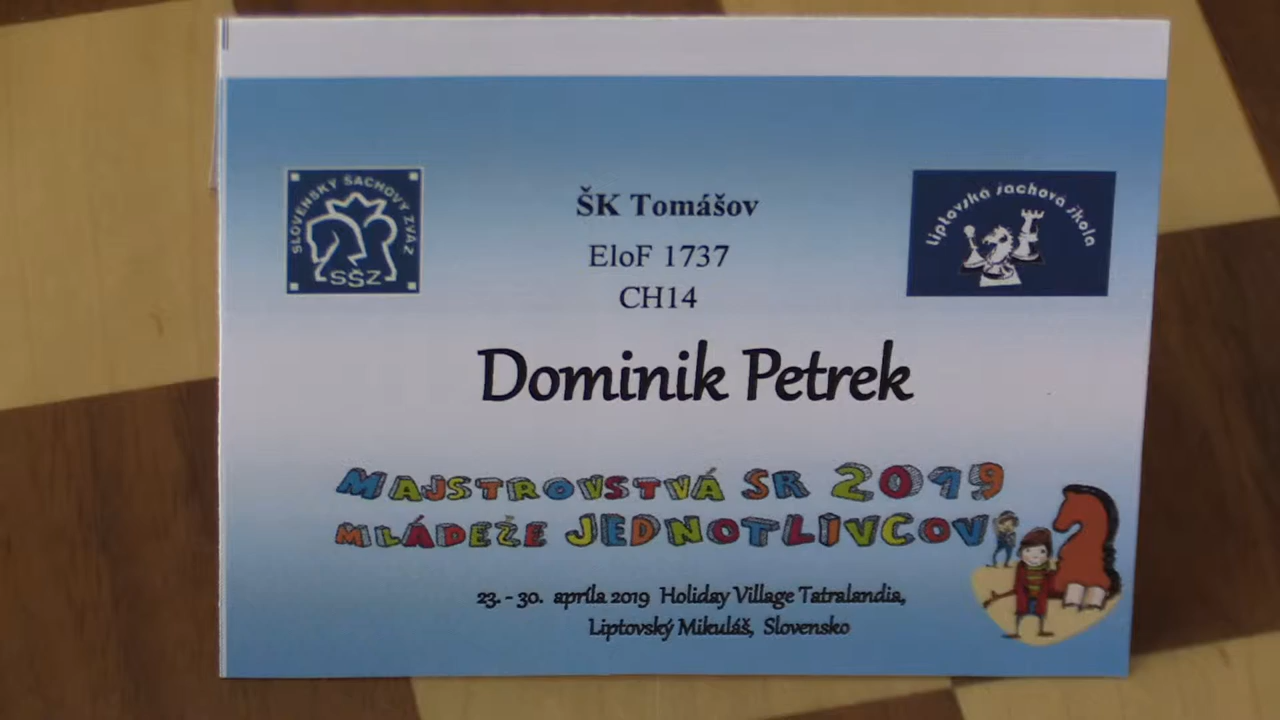 SLOVENSKÝ ŠACHOVÝ ZVÄZ
SŠZ
ŠK Tomášov
EloF 1737
CH14
Liptovská šachová škola
Dominik Petrek
MAJSTROVSTVÁ SR 2019
MLÁDEŽE JEDNOTLIVCOV
23. - 30. apríla 2019 Holiday Village Tatralandia,
Liptovský Mikuláš, Slovensko